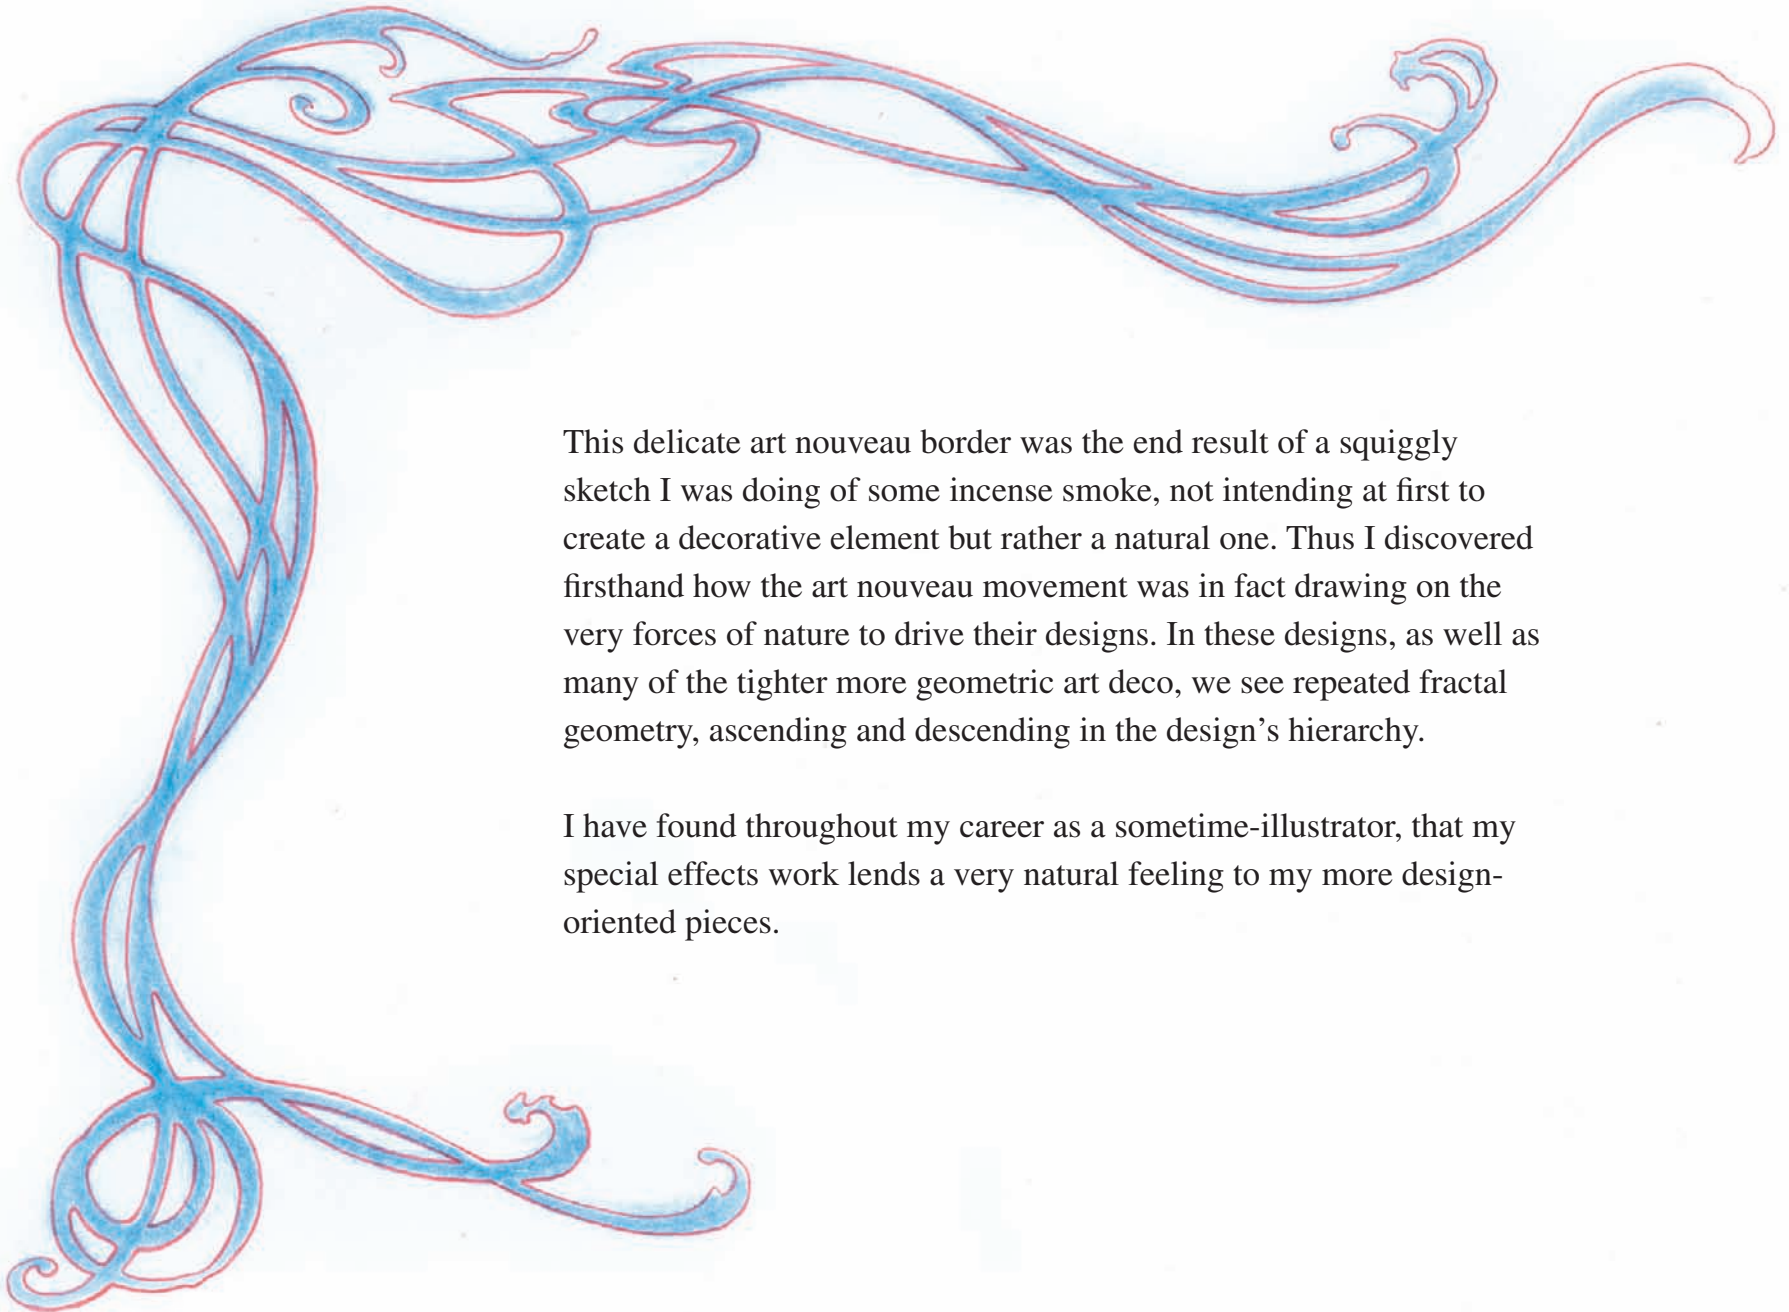 This delicate art nouveau border was the end result of a squiggly
sketch I was doing of some incense smoke, not intending at first to
create a decorative element but rather a natural one. Thus I discovered
firsthand how the art nouveau movement was in fact drawing on the
very forces of nature to drive their designs. In these designs, as well as
many of the tighter more geometric art deco, we see repeated fractal
geometry, ascending and descending in the design’s hierarchy.
I have found throughout my career as a sometime-illustrator, that my
special effects work lends a very natural feeling to my more design-
oriented pieces.